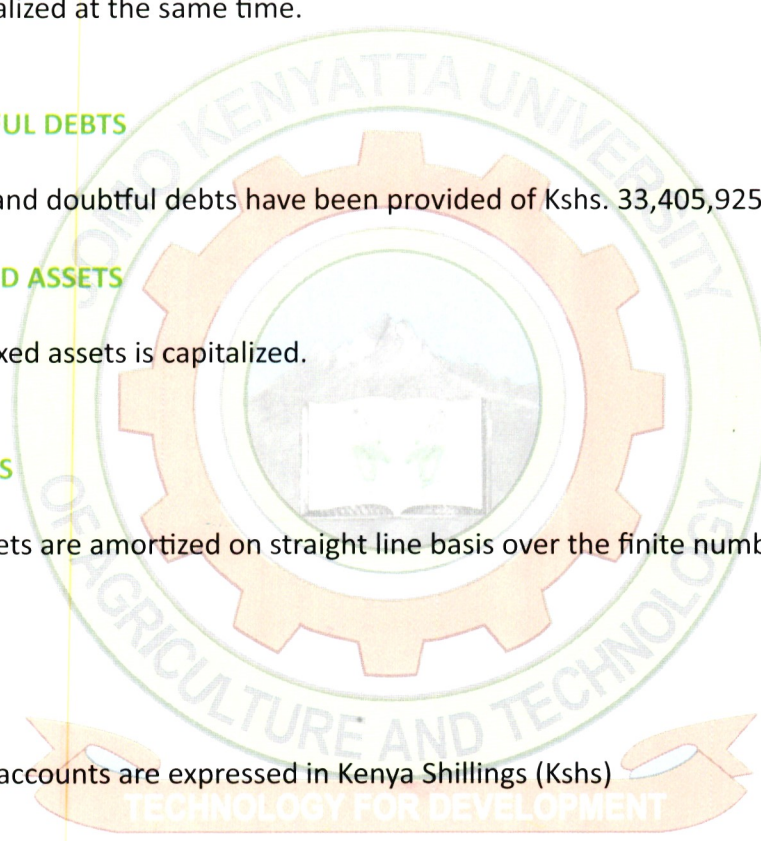 alized at the same time.
UL DEBTS
and doubtful debts have been provided of Kshs. 33,405,925
D ASSETS
xed assets is capitalized.
S
ets are amortized on straight line basis over the finite numb
accounts are expressed in Kenya Shillings (Kshs)
JOMO KENYATTA UNIVERSITY
OF AGRICULTURE AND TECHNOLOGY
TECHNOLOGY FOR DEVELOPMENT